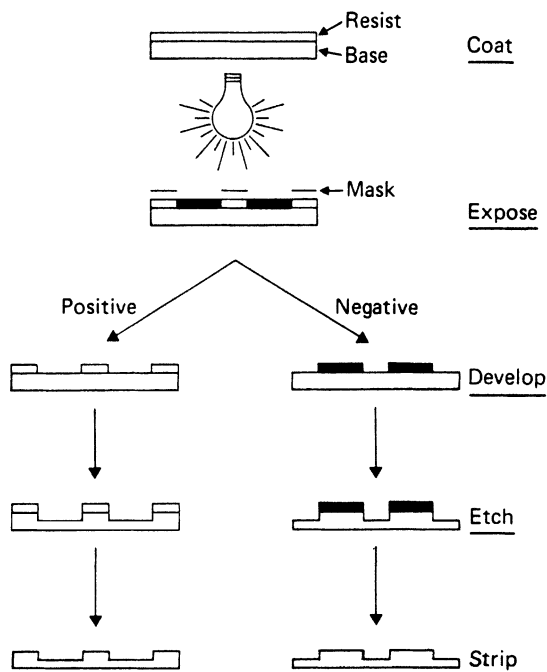 Resist
Base
Coat
Mask
Expose
Positive
Negative
Develop
Etch
Strip